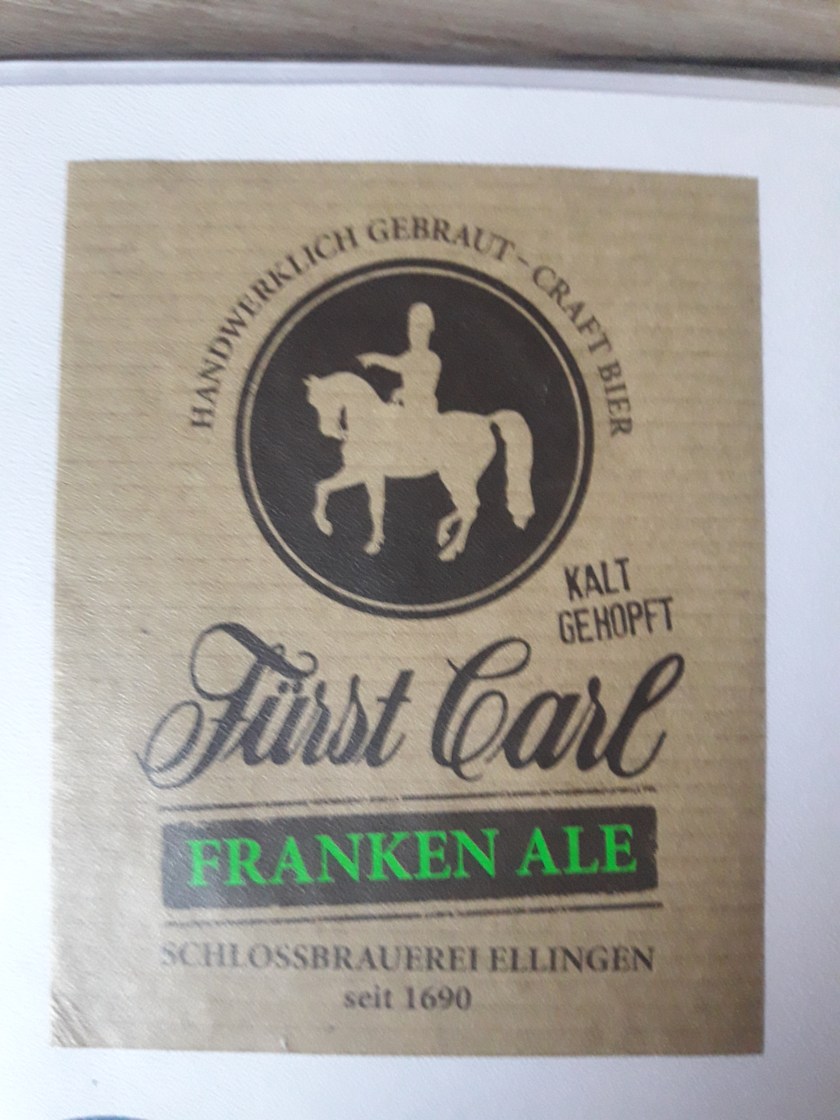 HANDWERKLICH GEBRAUT - CRAFT BIER
KALT
GEHOPFT
Fürst Carl
FRANKEN ALE
SCHLOSSBRAUEREI ELLINGEN
seit 1690